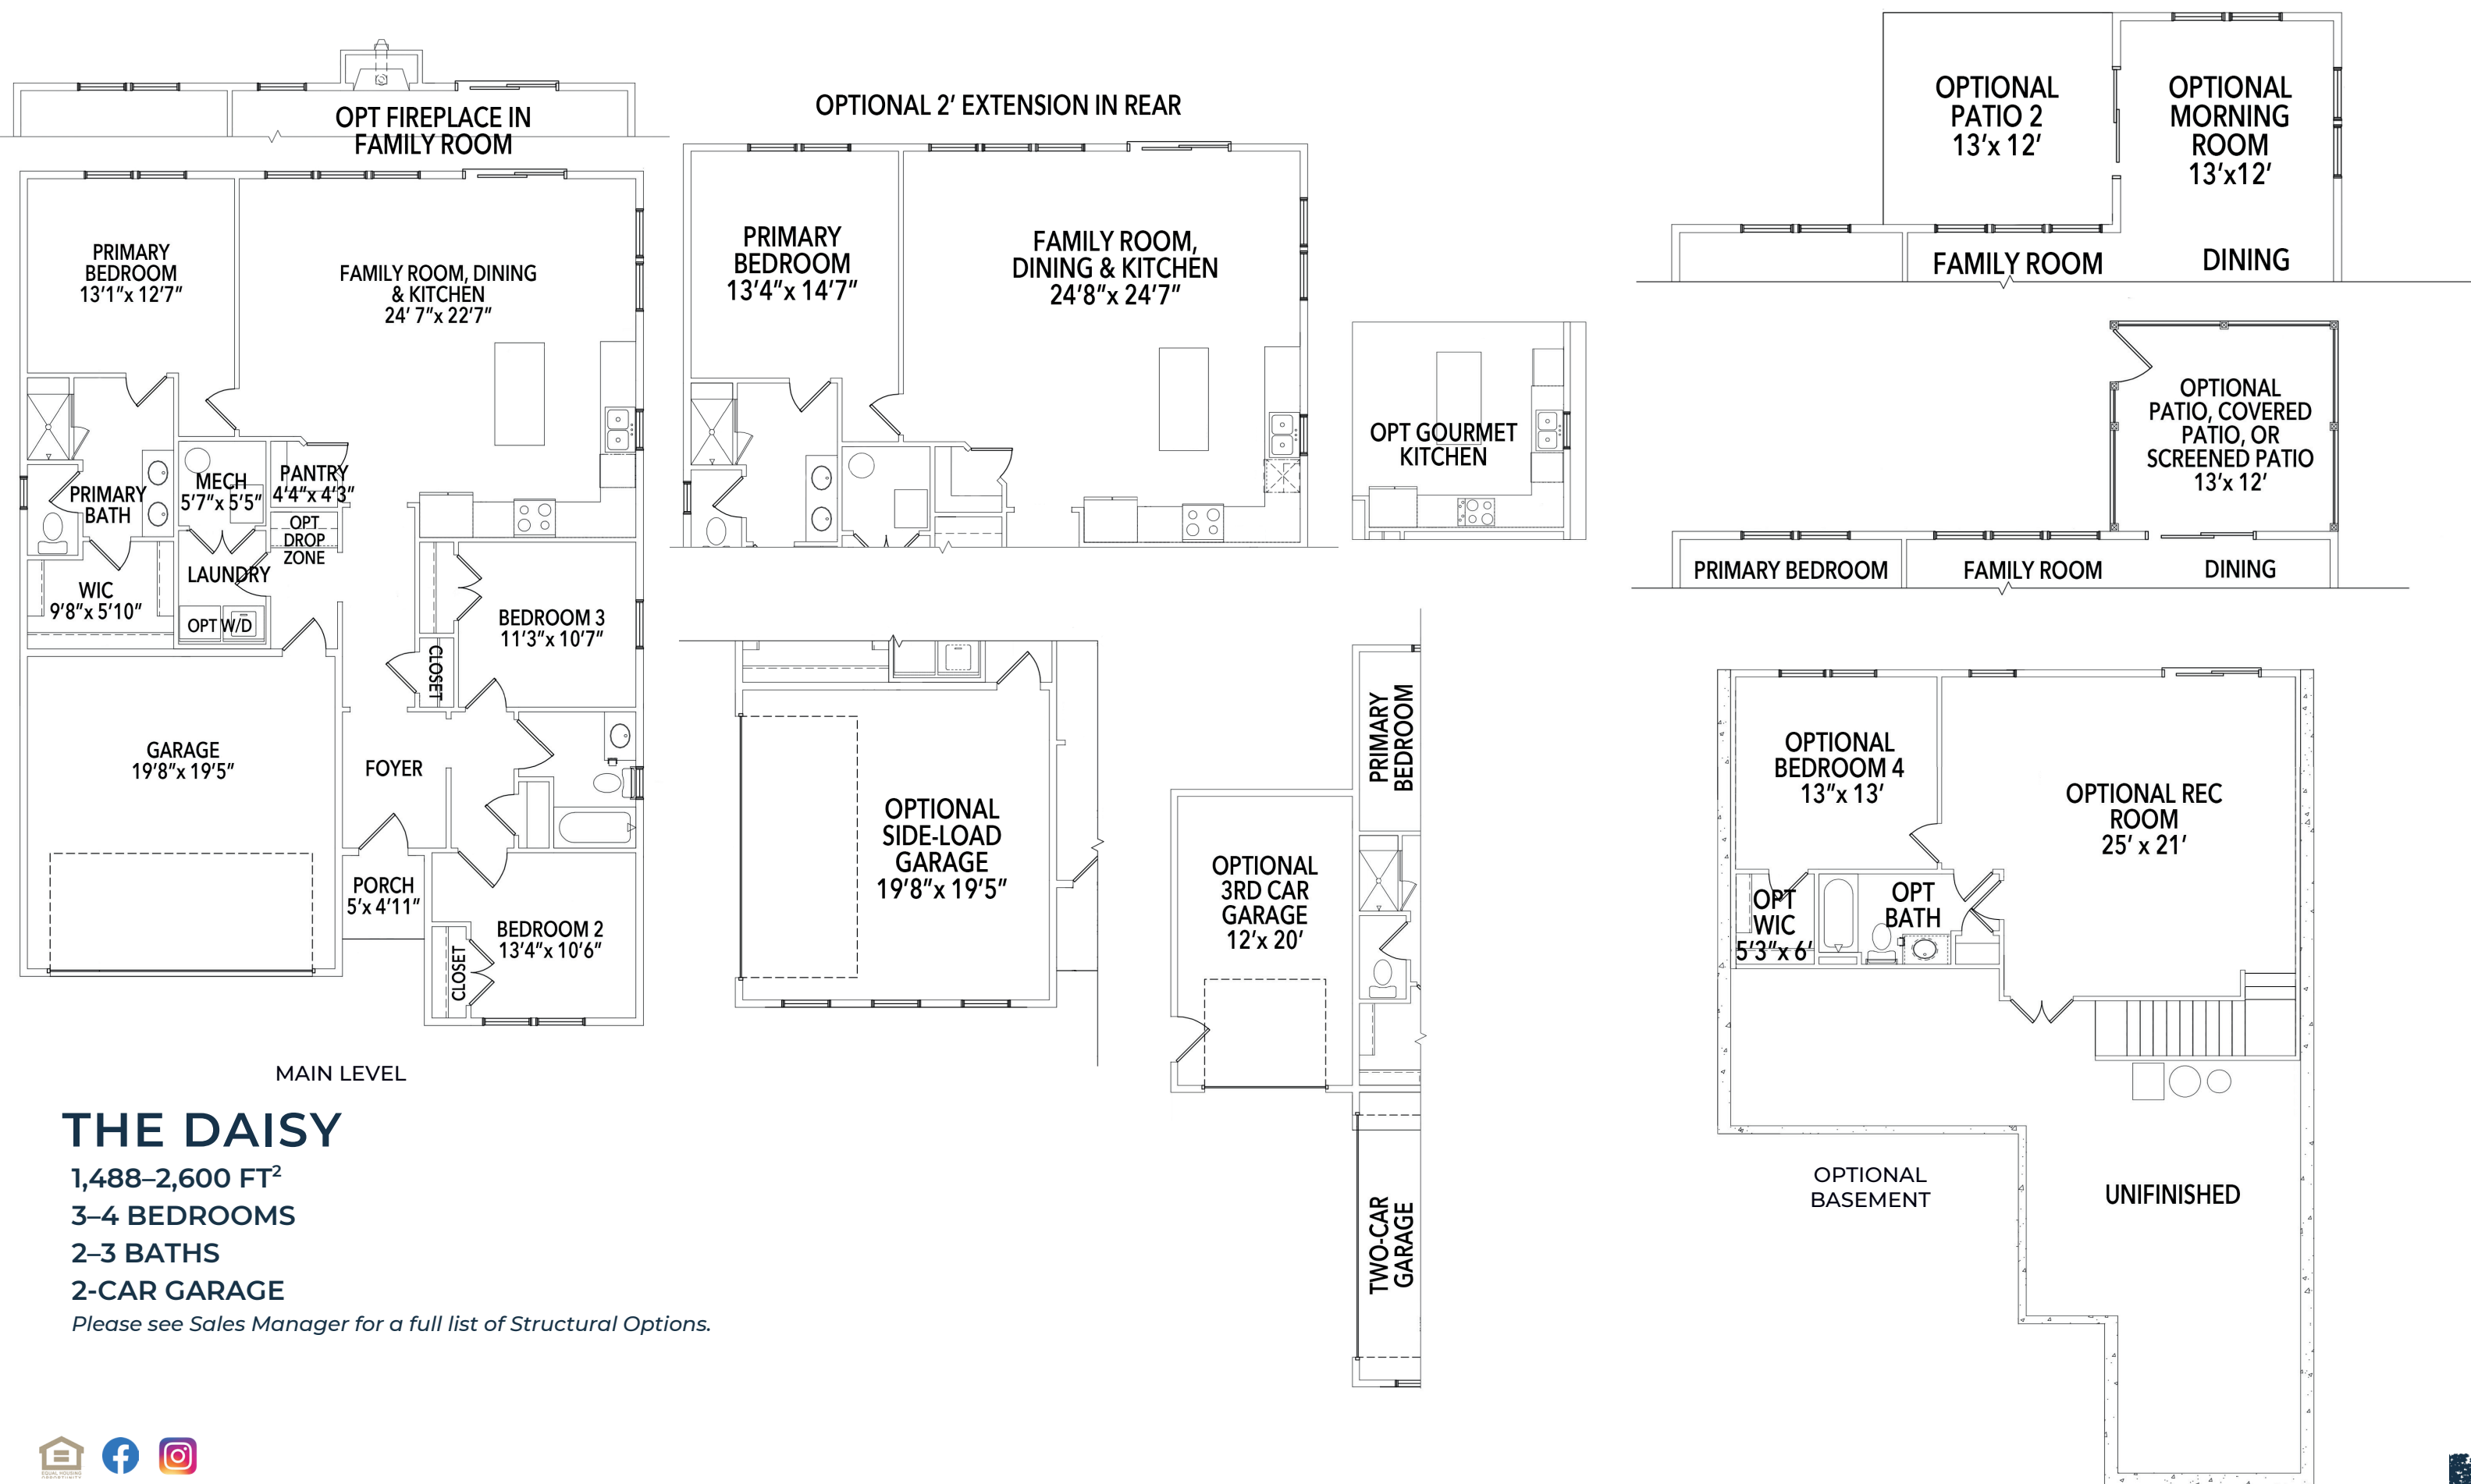 OPT FIREPLACE IN
FAMILY ROOM
PRIMARY
BEDROOM
13'1"x 12'7"
FAMILY ROOM, DINING
& KITCHEN
24' 7"x 22'7"
PRIMARY
BATH
MECH
5'7"x 5'5"
PANTRY
4'4"x 4'3"
OPT
DROP
ZONE
LAUNDRY
OPT W/D
WIC
9'8"x 5'10"
BEDROOM 3
11'3"x 10'7"
CLOSET
GARAGE
19'8"x 19'5"
FOYER
PORCH
5'x 4'11"
BEDROOM 2
13'4"x 10'6"
CLOSET
MAIN LEVEL
OPTIONAL 2' EXTENSION IN REAR
PRIMARY
BEDROOM
13'4"x 14'7"
FAMILY ROOM,
DINING & KITCHEN
24'8"x 24'7"
OPT GOURMET
KITCHEN
OPTIONAL
SIDE-LOAD
GARAGE
19'8"x 19'5"
PRIMARY
BEDROOM
OPTIONAL
3RD CAR
GARAGE
12'x 20'
TWO-CAR
GARAGE
OPTIONAL
PATIO 2
13'x 12'
OPTIONAL
MORNING
ROOM
13'x12'
FAMILY ROOM
DINING
OPTIONAL
PATIO, COVERED
PATIO, OR
SCREENED PATIO
13'x 12'
PRIMARY BEDROOM
FAMILY ROOM
DINING
OPTIONAL
BEDROOM 4
13"x 13'
OPTIONAL REC
ROOM
25' x 21'
OPT
WIC
5'3"x 6'
OPT
BATH
OPTIONAL
BASEMENT
UNIFINISHED
THE DAISY
1,488–2,600 FT²
3–4 BEDROOMS
2–3 BATHS
2-CAR GARAGE
Please see Sales Manager for a full list of Structural Options.
EQUAL HOUSING
OPPORTUNITY